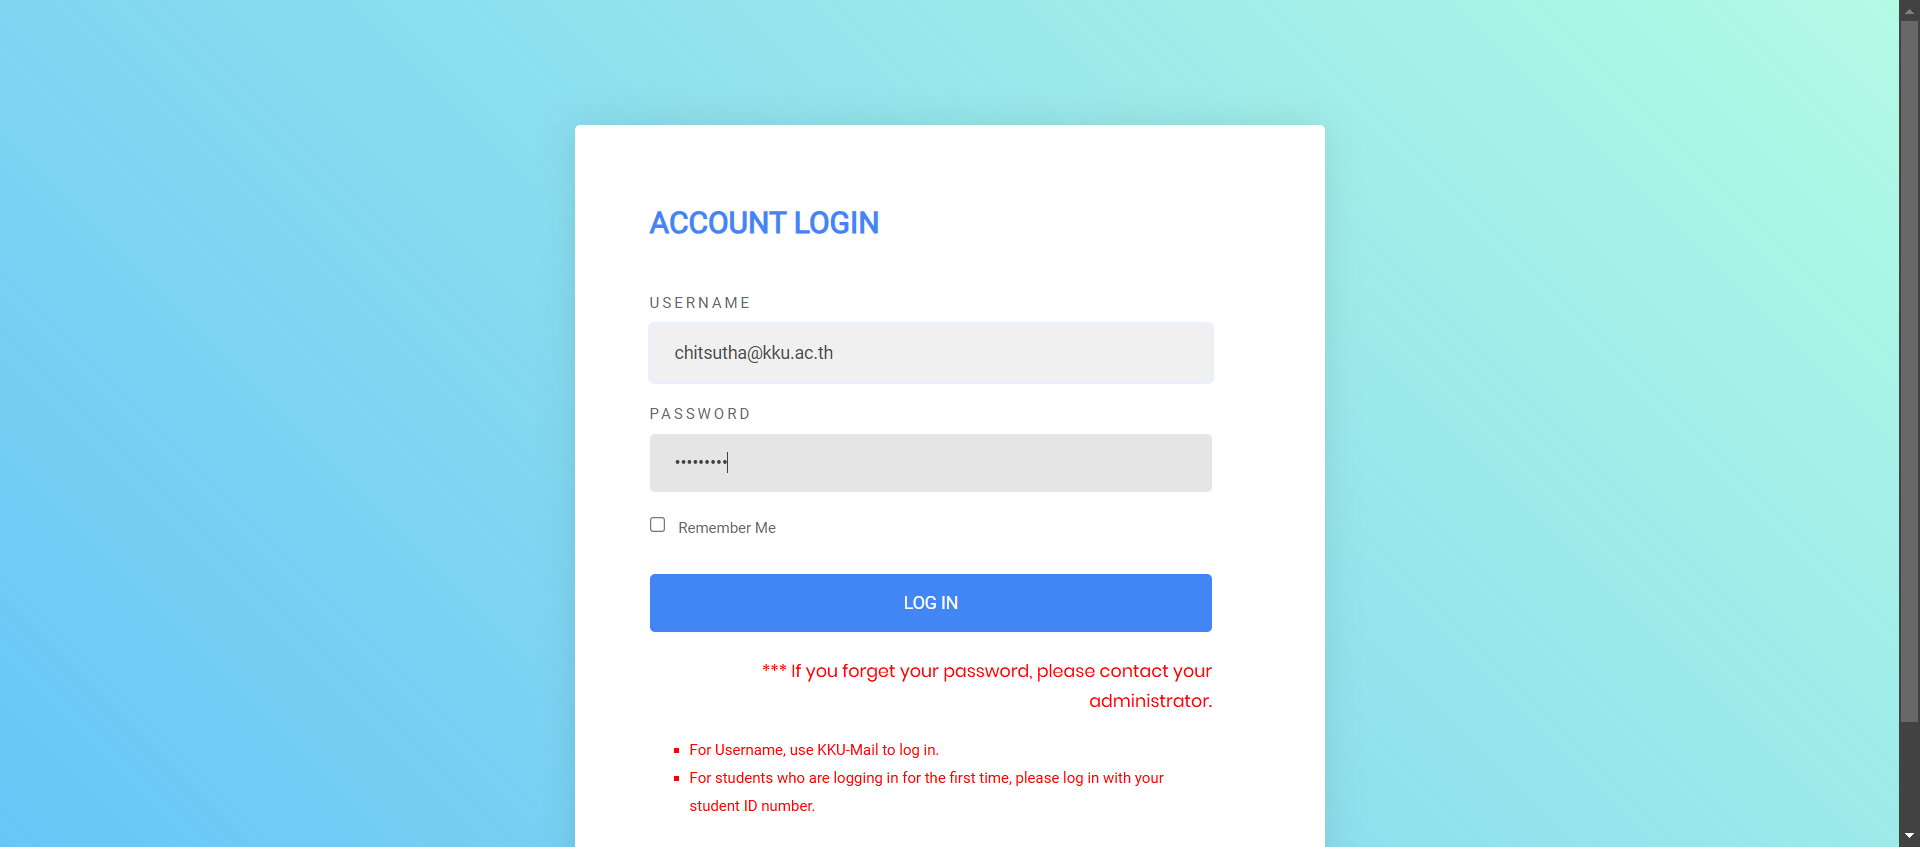 ACCOUNT LOGIN
USERNAME
chitsutha@kku.ac.th
PASSWORD
•••••••••
Remember Me
LOG IN
*** If you forget your password, please contact your
administrator.
For Username, use KKU-Mail to log in.
For students who are logging in for the first time, please log in with your
student ID number.